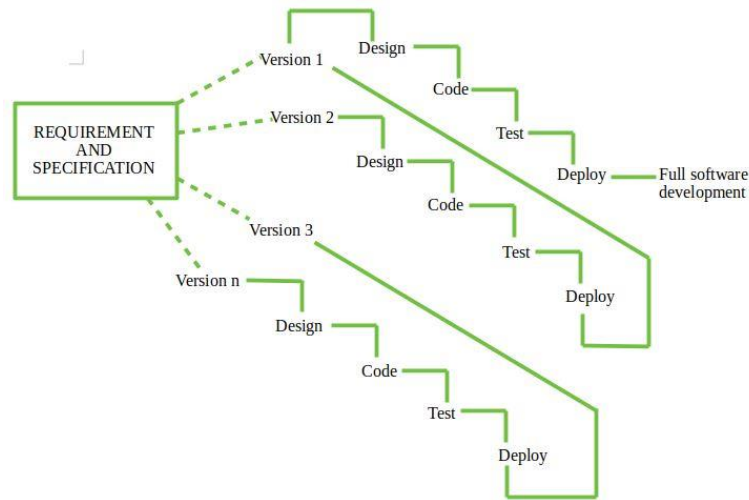 REQUIREMENT
AND
SPECIFICATION
Version 1
Design
Code
Test
Deploy
Full software
development
Version 2
Design
Code
Test
Deploy
Version 3
Version n
Design
Code
Test
Deploy